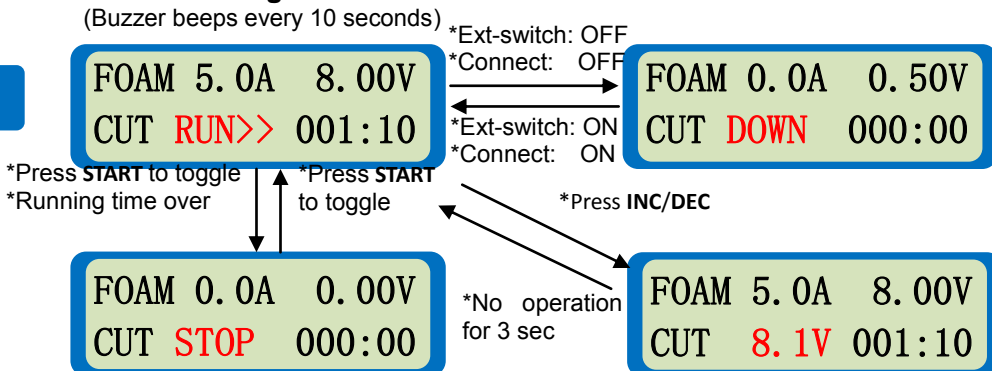 (Buzzer beeps every 10 seconds)
*Ext-switch: OFF
*Connect: OFF
FOAM 5.0A 8.00V
CUT RUN>> 001:10
FOAM 0.0A 0.50V
CUT DOWN 000:00
*Ext-switch: ON
*Connect: ON
*Press START to toggle
*Running time over
*Press START
to toggle
*Press INC/DEC
FOAM 0.0A 0.00V
CUT STOP 000:00
*No operation
for 3 sec
FOAM 5.0A 8.00V
CUT 8.1V 001:10